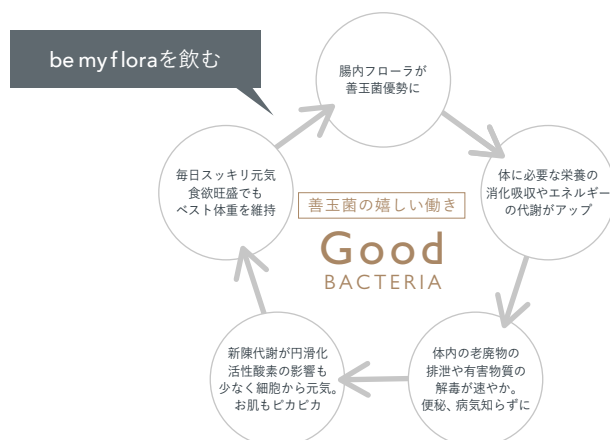 be my floraを飲む
腸内フローラが
善玉菌優勢に
体に必要な栄養の
消化吸収やエネルギー
の代謝がアップ
体内の老廃物の
排泄や有害物質の
解毒が速やか。
便秘、病気知らずに
新陳代謝が円滑化
活性酸素の影響も
少なく細胞から元気。
お肌もピカピカ
毎日スッキリ元気
食欲旺盛でも
ベスト体重を維持
善玉菌の嬉しい働き
Good
BACTERIA